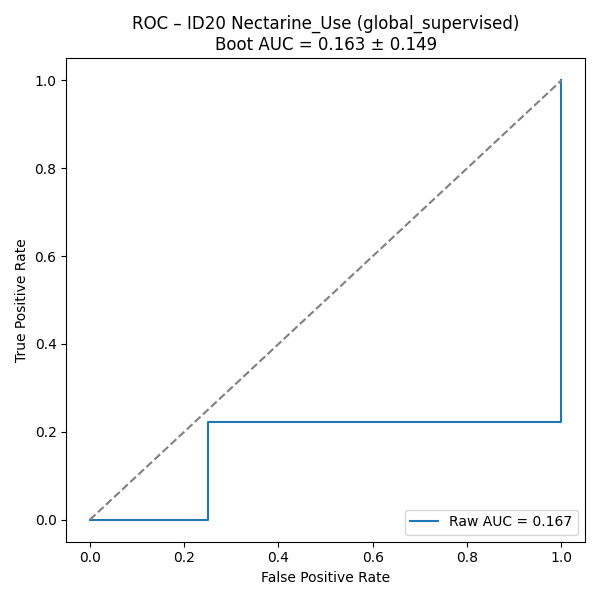 ROC – ID20 Nectarine_Use (global_supervised)
Boot AUC = 0.163 ± 0.149
1.0
0.8
0.6
0.4
0.2
0.0
True Positive Rate
Raw AUC = 0.167
0.0 0.2 0.4 0.6 0.8 1.0
False Positive Rate